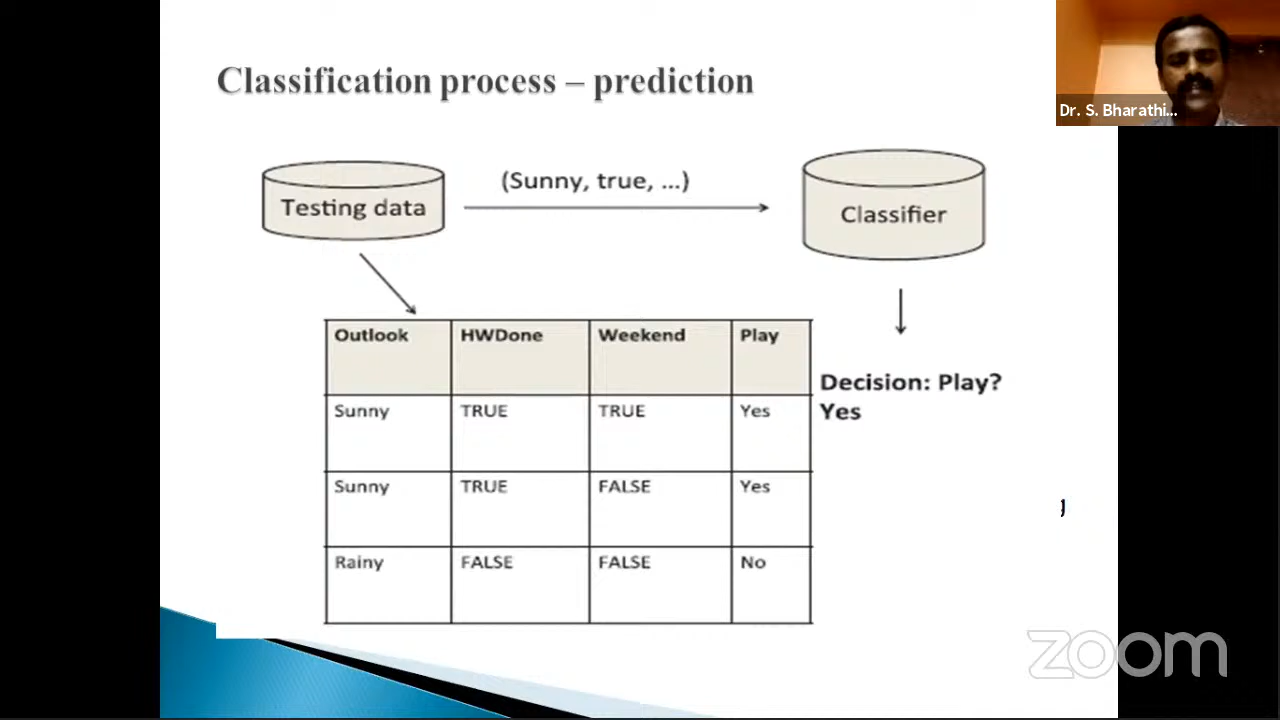 Classification process – prediction
Dr. S. Bharathi...
Testing data
(Sunny, true, ...)
Classifier
Outlook HWDone Weekend Play
Sunny TRUE TRUE Yes
Sunny TRUE FALSE Yes
Rainy FALSE FALSE No
Decision: Play?
Yes
g
zoom